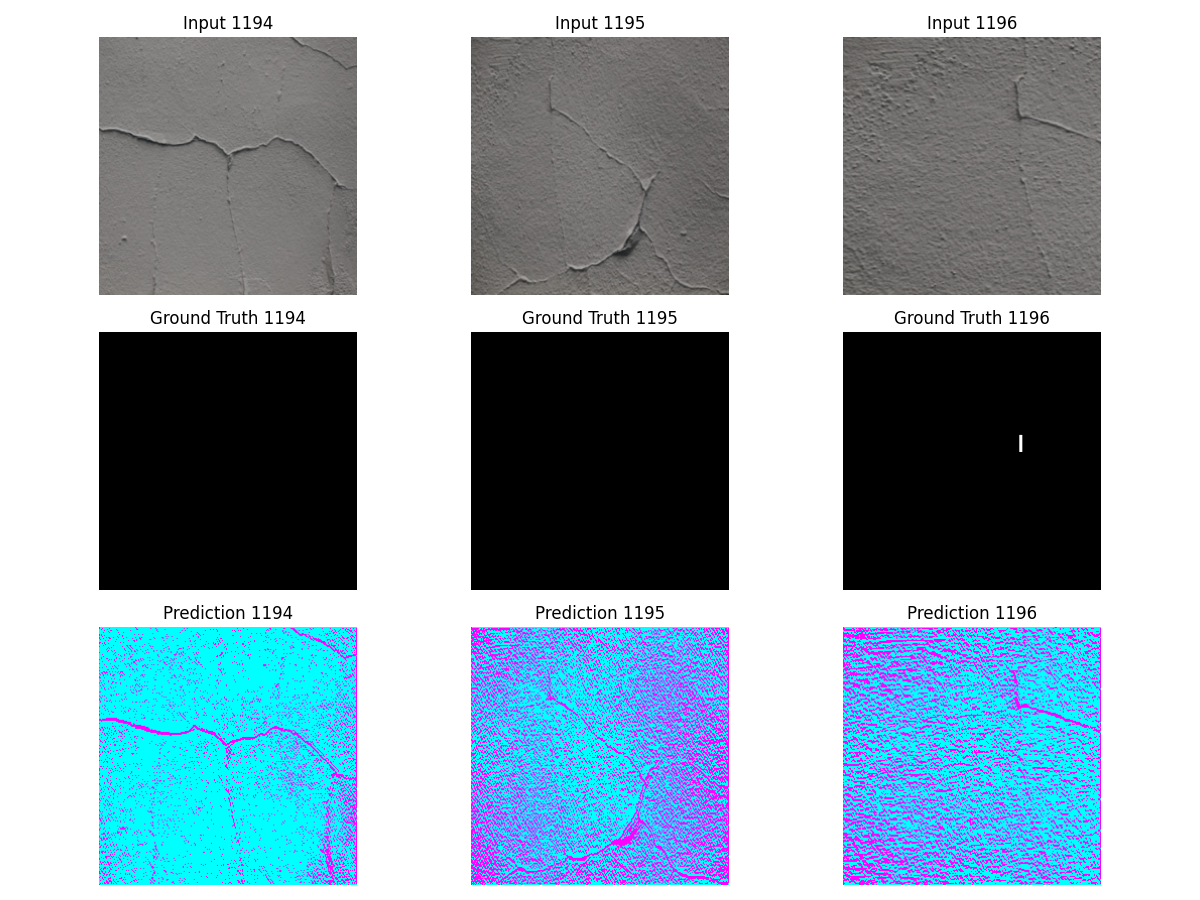 Input 1194
Input 1195
Input 1196
Ground Truth 1194
Ground Truth 1195
Ground Truth 1196
Prediction 1194
Prediction 1195
Prediction 1196